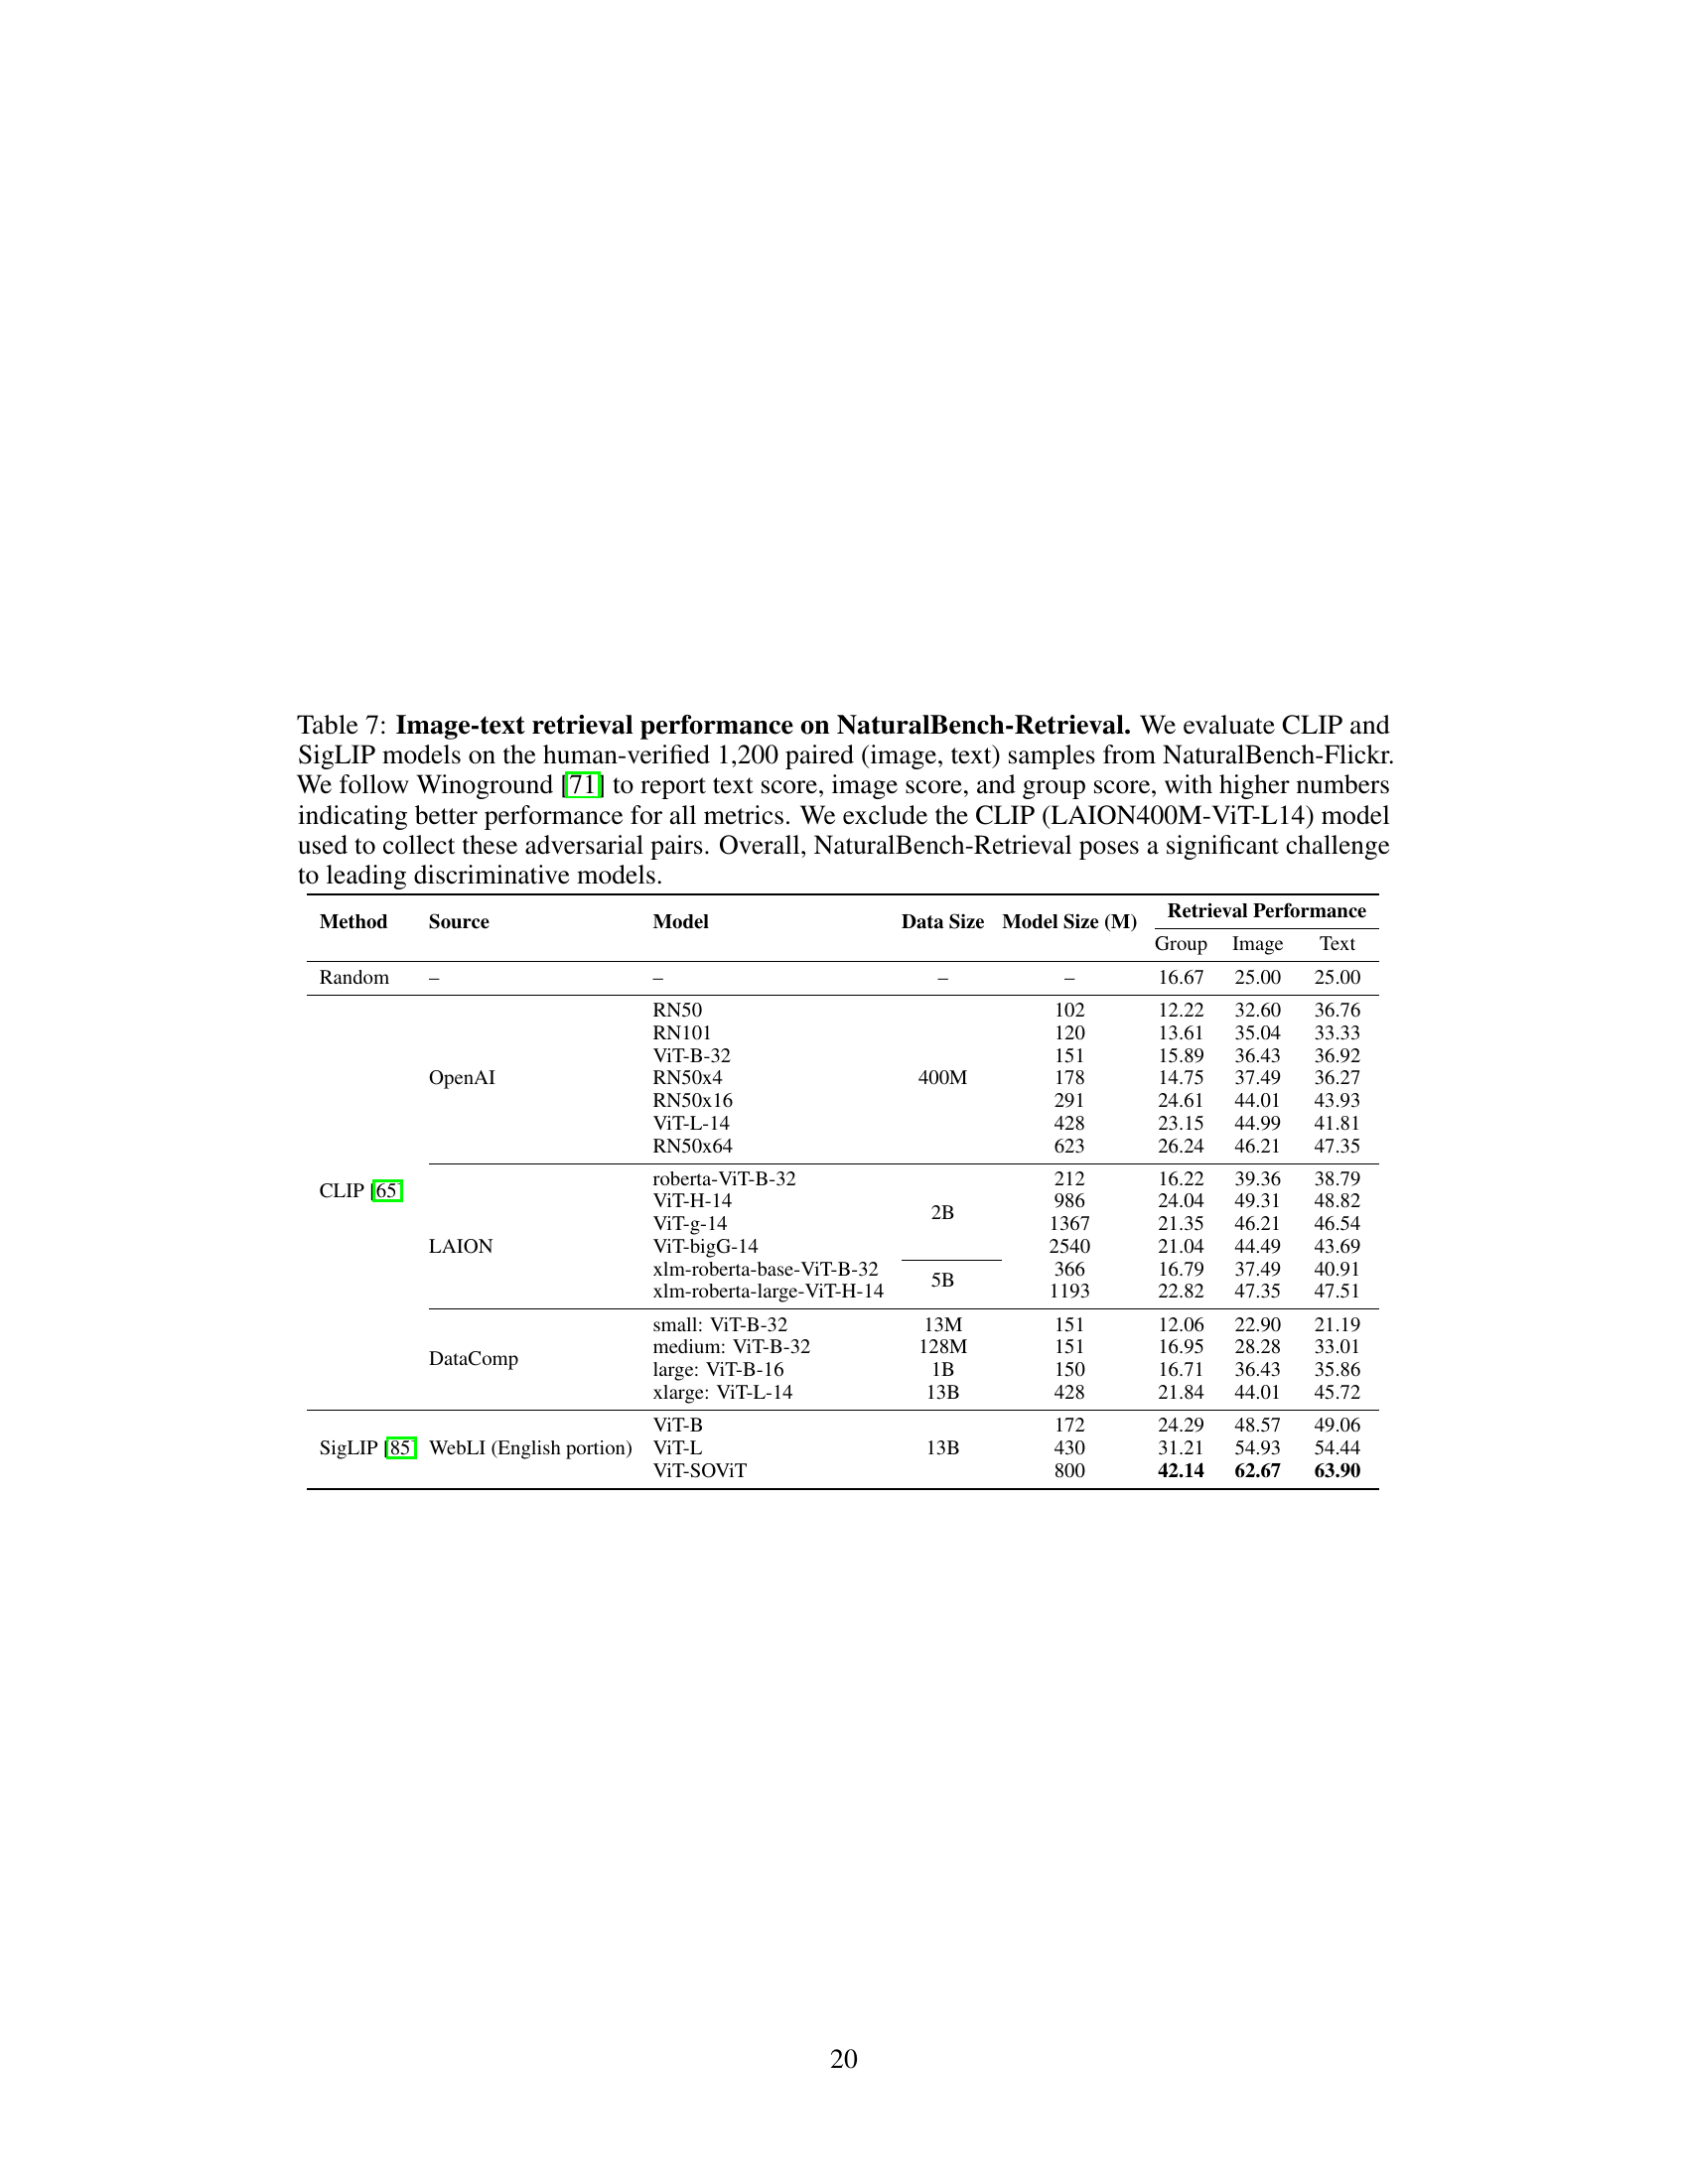 Table 7: Image-text retrieval performance on NaturalBench-Retrieval. We evaluate CLIP and
SigLIP models on the human-verified 1,200 paired (image, text) samples from NaturalBench-Flickr.
We follow Winoground [71] to report text score, image score, and group score, with higher numbers
indicating better performance for all metrics. We exclude the CLIP (LAION400M-ViT-L14) model
used to collect these adversarial pairs. Overall, NaturalBench-Retrieval poses a significant challenge
to leading discriminative models.
Method Source Model Data Size Model Size (M) Retrieval Performance
Group Image Text
Random – – – – 16.67 25.00 25.00
RN50 102 12.22 32.60 36.76
RN101 120 13.61 35.04 33.33
ViT-B-32 151 15.89 36.43 36.92
OpenAI RN50x4 400M 178 14.75 37.49 36.27
RN50x16 291 24.61 44.01 43.93
ViT-L-14 428 23.15 44.99 41.81
RN50x64 623 26.24 46.21 47.35
roberta-ViT-B-32 212 16.22 39.36 38.79
CLIP [65]
ViT-H-14 986 24.04 49.31 48.82
2B
ViT-g-14 1367 21.35 46.21 46.54
LAION ViT-bigG-14 2540 21.04 44.49 43.69
xlm-roberta-base-ViT-B-32 366 16.79 37.49 40.91
5B
xlm-roberta-large-ViT-H-14 1193 22.82 47.35 47.51
small: ViT-B-32 13M 151 12.06 22.90 21.19
medium: ViT-B-32 128M 151 16.95 28.28 33.01
DataComp
large: ViT-B-16 1B 150 16.71 36.43 35.86
xlarge: ViT-L-14 13B 428 21.84 44.01 45.72
ViT-B 172 24.29 48.57 49.06
SigLIP [85] WebLI (English portion) ViT-L 13B 430 31.21 54.93 54.44
ViT-SOViT 800 42.14 62.67 63.90
20